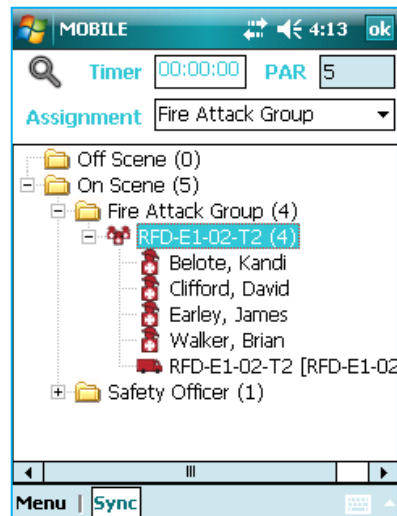 MOBILE 4:13 ok
Timer 00:00:00 PAR 5
Assignment Fire Attack Group
Off Scene (0)
On Scene (5)
Fire Attack Group (4)
RFD-E1-02-T2 (4)
Belote, Kandi
Clifford, David
Earley, James
Walker, Brian
RFD-E1-02-T2 [RFD-E1-02
Safety Officer (1)
Menu | Sync